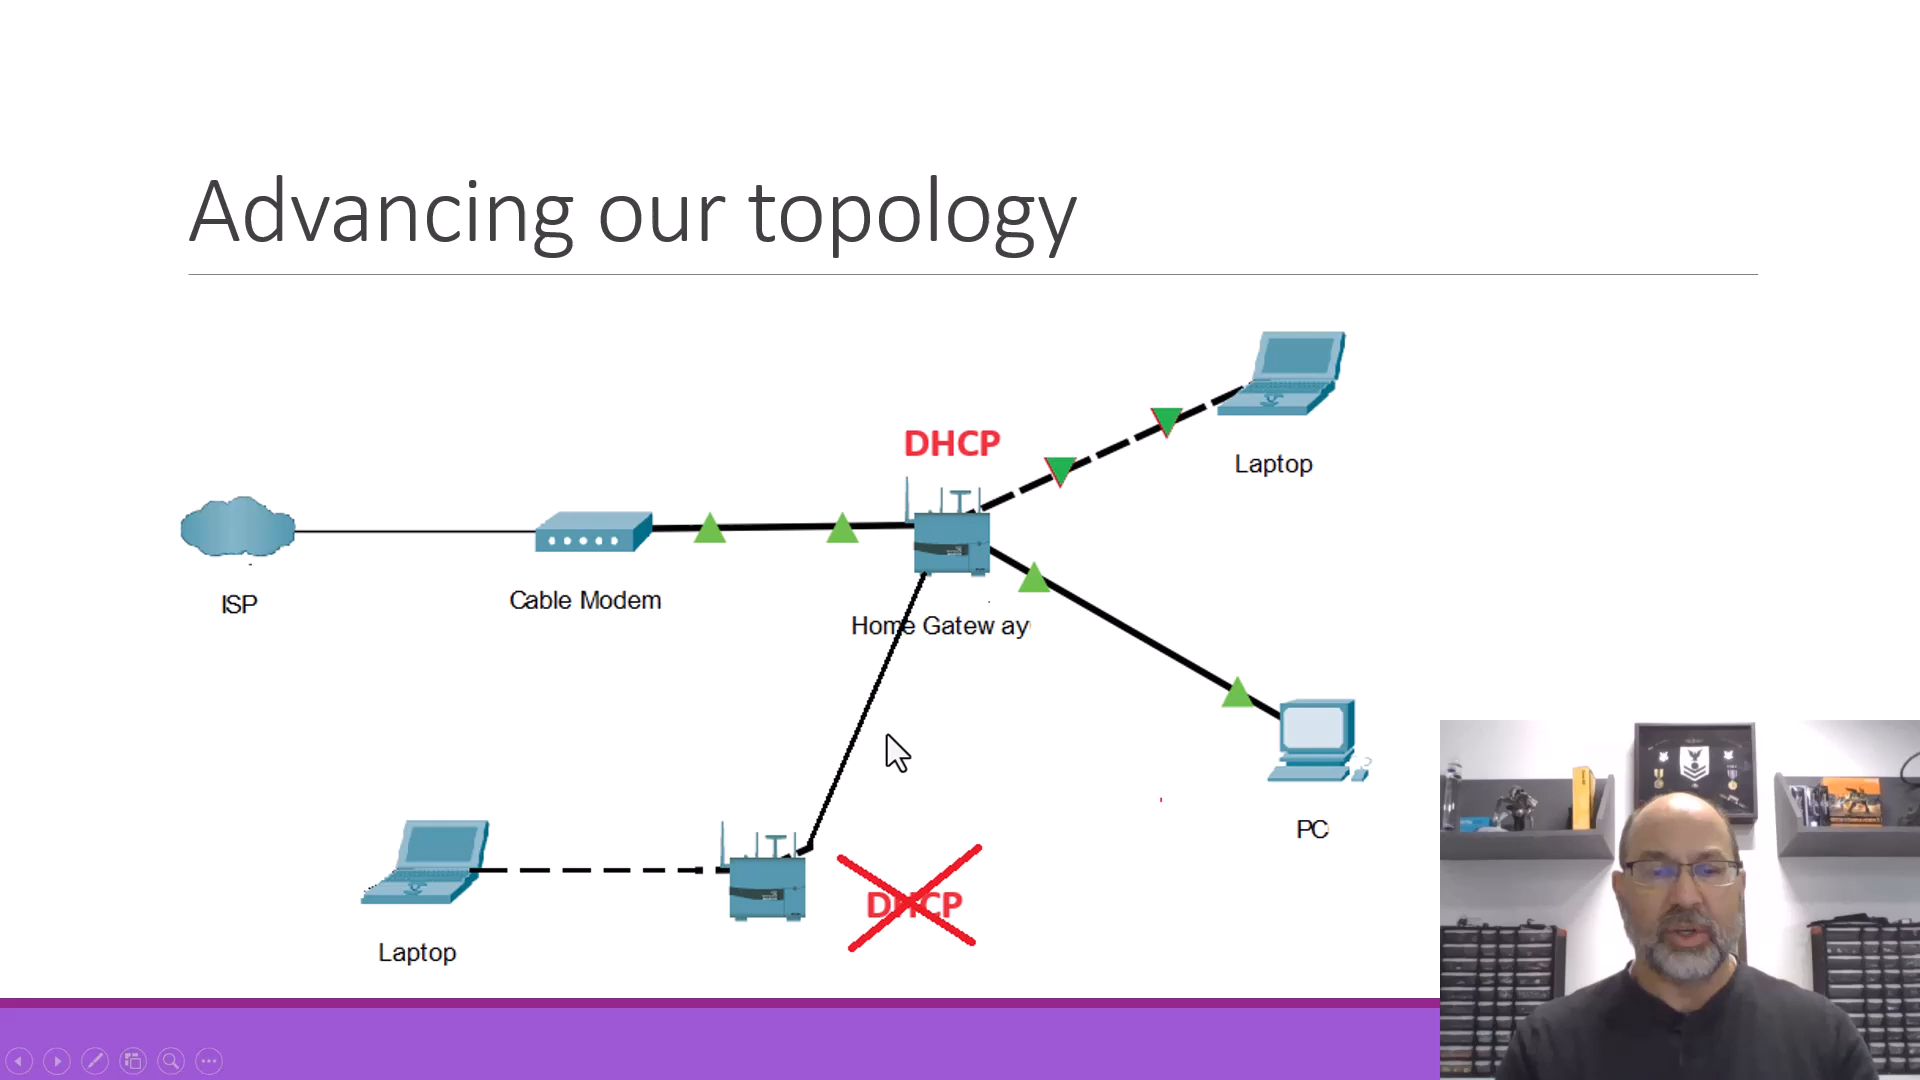 Advancing our topology
DHCP
Laptop
ISP
Cable Modem
Home Gatew ay
PC
DHCP
Laptop